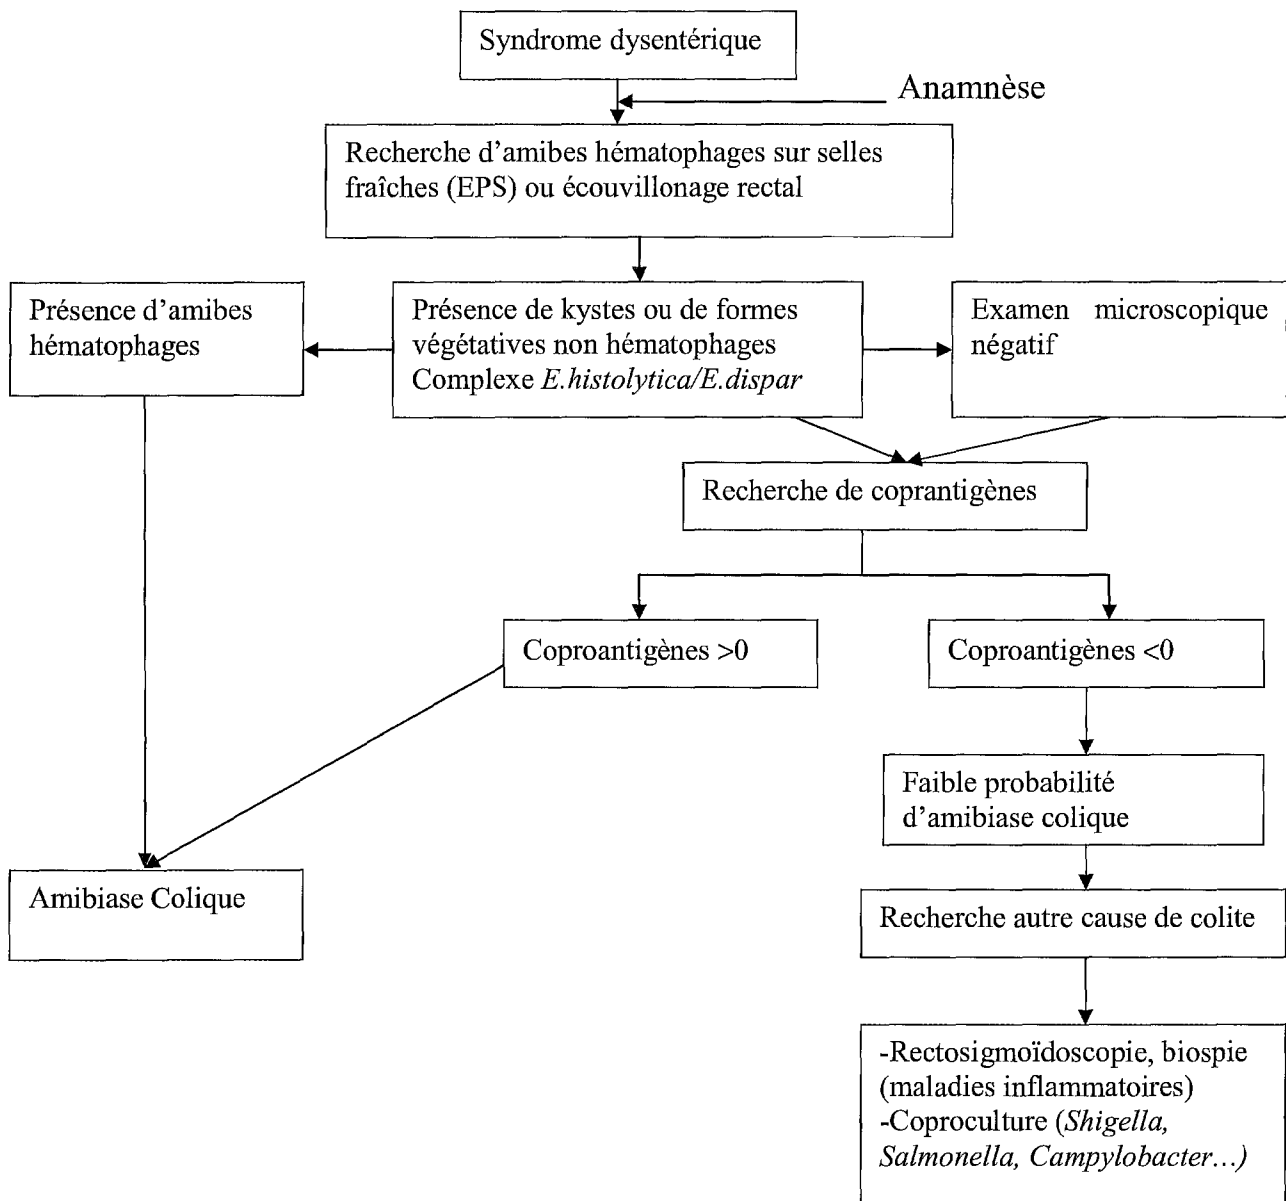 Syndrome dysentérique
Anamnèse
Recherche d'amibes hématophages sur selles
fraîches (EPS) ou écouvillonage rectal
Présence d'amibes
hématophages
Présence de kystes ou de formes
végétatives non hématophages
Complexe E.histolytica/E.dispar
Examen microscopique
négatif
Recherche de coprantigènes
Coproantigènes >0
Coproantigènes <0
Faible probabilité
d'amibiase colique
Amibiase Colique
Recherche autre cause de colite
-Rectosigmoïdoscopie, biospie
(maladies inflammatoires)
-Coproculture (Shigella,
Salmonella, Campylobacter…)